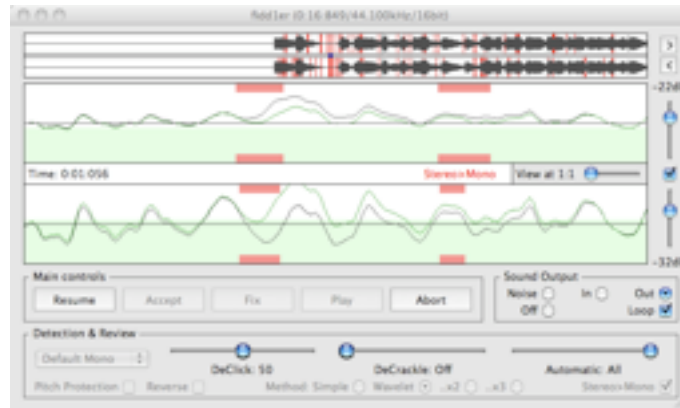 fiddler (0:16.849/44.100kHz/16bit)
>
<
-22dB
Time: 0:01.056 Stereo>Mono View at 1:1
-32dB
Main controls Sound Output
Resume Accept Fix Play Abort Noise In Out
Off Loop
Detection & Review
Default Mono
DeClick: 50 DeCrackle: Off Automatic: All
Pitch Protection Reverse Method: Simple Wavelet ..x2 ..x3 Stereo>Mono